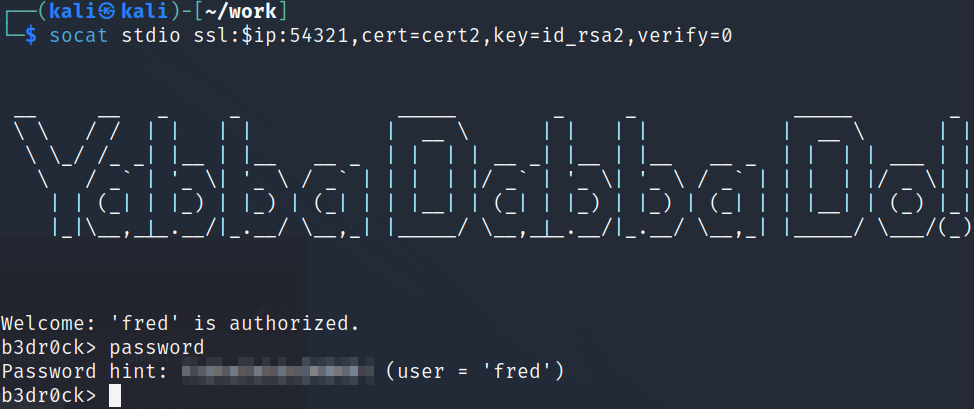 (kali㉿kali)-[~/work]
$ socat stdio ssl:$ip:54321,cert=cert2,key=id_rsa2,verify=0
Yabba Dabba Do!
Welcome: 'fred' is authorized.
b3dr0ck> password
Password hint: (user = 'fred')
b3dr0ck>